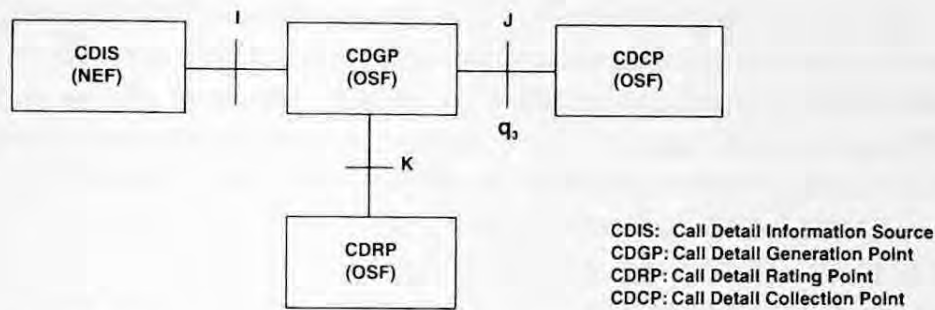 I
J
CDIS
(NEF)
CDGP
(OSF)
CDCP
(OSF)
q₃
K
CDRP
(OSF)
CDIS: Call Detail Information Source
CDGP: Call Detail Generation Point
CDRP: Call Detail Rating Point
CDCP: Call Detail Collection Point